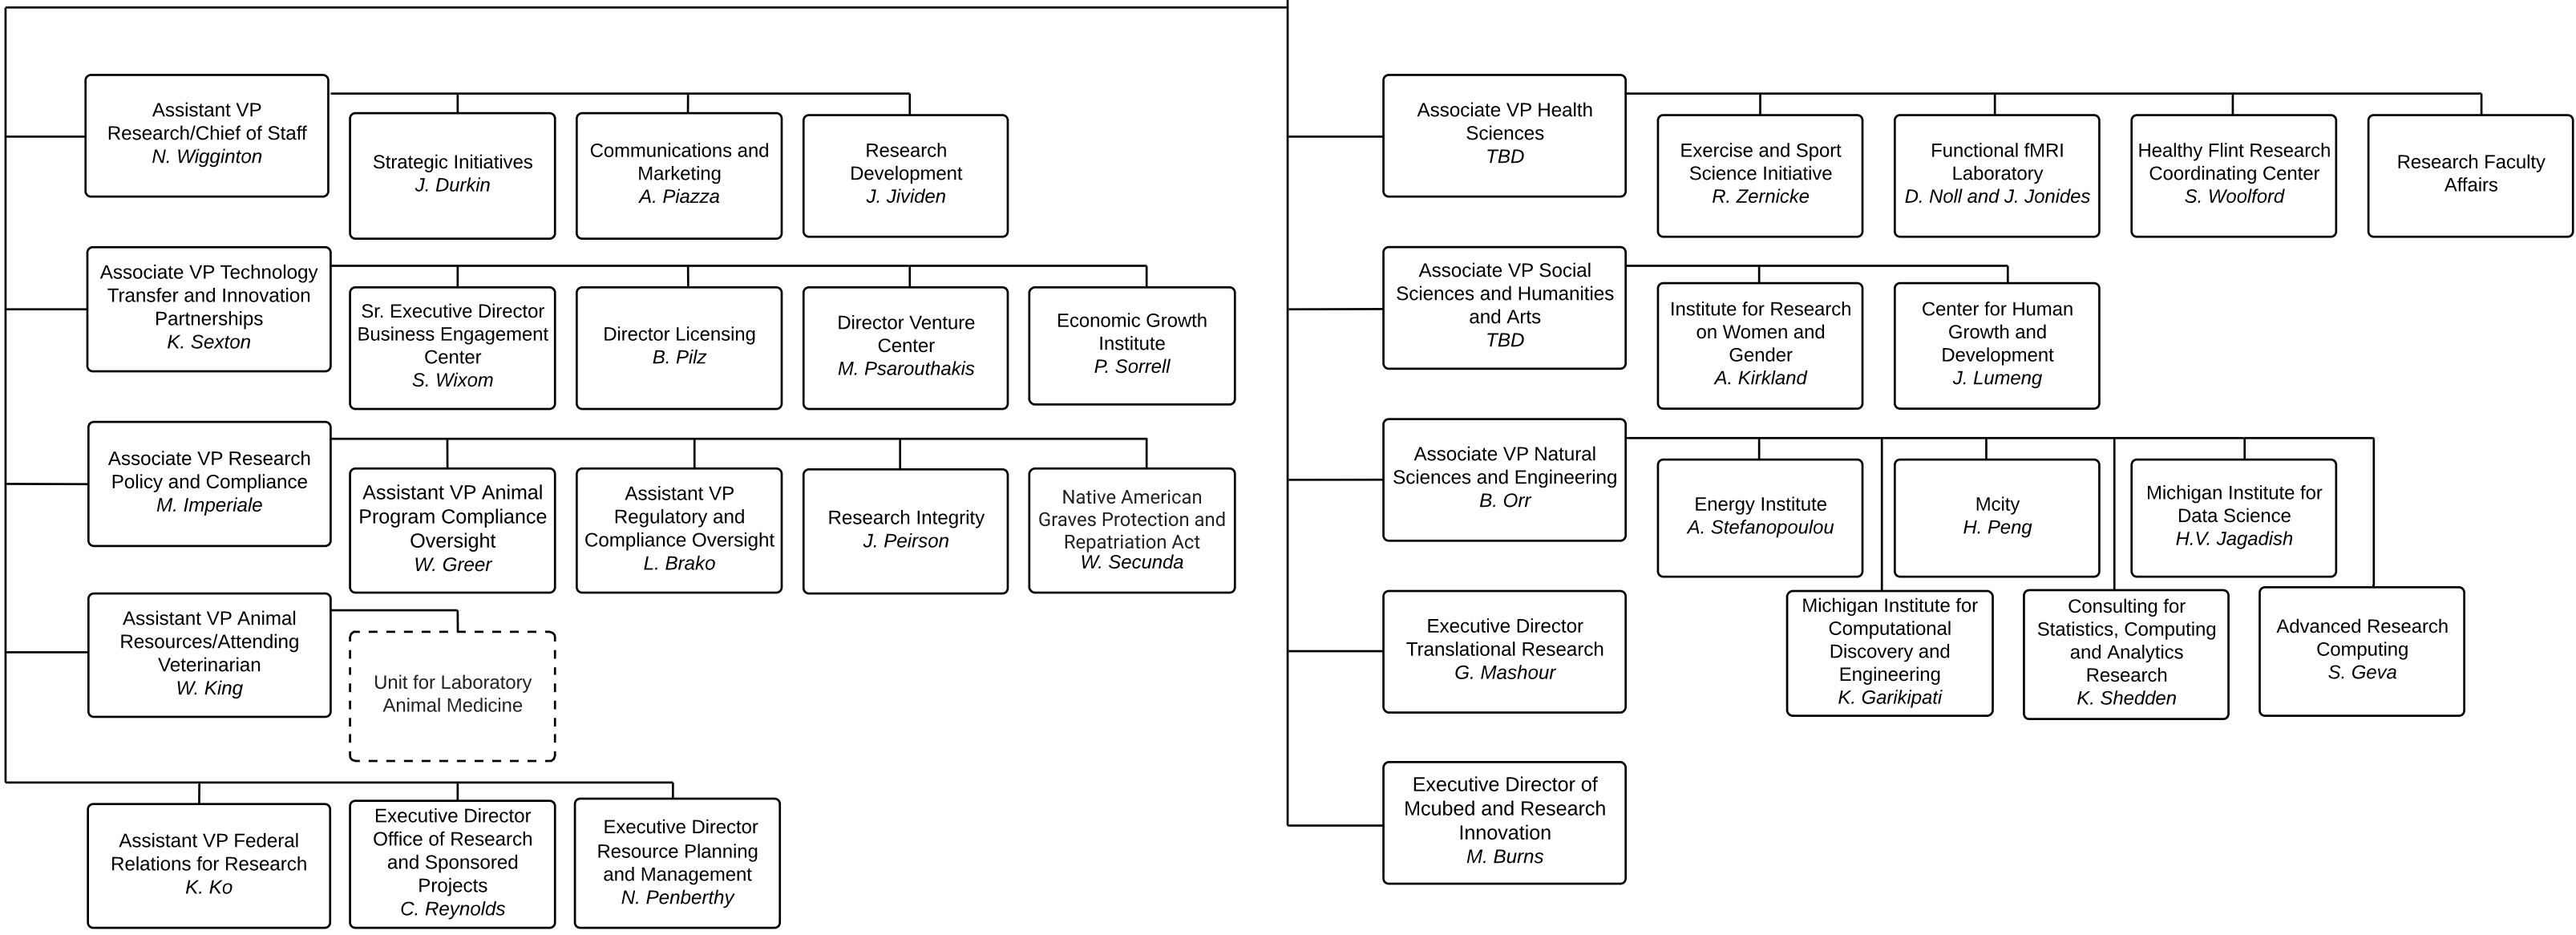 Assistant VP
Research/Chief of Staff
N. Wigginton
Strategic Initiatives
J. Durkin
Communications and
Marketing
A. Piazza
Research
Development
J. Jividen
Associate VP Technology
Transfer and Innovation
Partnerships
K. Sexton
Sr. Executive Director
Business Engagement
Center
S. Wixom
Director Licensing
B. Pilz
Director Venture
Center
M. Psarouthakis
Economic Growth
Institute
P. Sorrell
Associate VP Research
Policy and Compliance
M. Imperiale
Assistant VP Animal
Program Compliance
Oversight
W. Greer
Assistant VP
Regulatory and
Compliance Oversight
L. Brako
Research Integrity
J. Peirson
Native American
Graves Protection and
Repatriation Act
W. Secunda
Assistant VP Animal
Resources/Attending
Veterinarian
W. King
Unit for Laboratory
Animal Medicine
Assistant VP Federal
Relations for Research
K. Ko
Executive Director
Office of Research
and Sponsored
Projects
C. Reynolds
Executive Director
Resource Planning
and Management
N. Penberthy
Associate VP Health
Sciences
TBD
Exercise and Sport
Science Initiative
R. Zernicke
Functional fMRI
Laboratory
D. Noll and J. Jonides
Healthy Flint Research
Coordinating Center
S. Woolford
Research Faculty
Affairs
Associate VP Social
Sciences and Humanities
and Arts
TBD
Institute for Research
on Women and
Gender
A. Kirkland
Center for Human
Growth and
Development
J. Lumeng
Associate VP Natural
Sciences and Engineering
B. Orr
Energy Institute
A. Stefanopoulou
Mcity
H. Peng
Michigan Institute for
Data Science
H.V. Jagadish
Michigan Institute for
Computational
Discovery and
Engineering
K. Garikipati
Consulting for
Statistics, Computing
and Analytics
Research
K. Shedden
Advanced Research
Computing
S. Geva
Executive Director
Translational Research
G. Mashour
Executive Director of
Mcubed and Research
Innovation
M. Burns